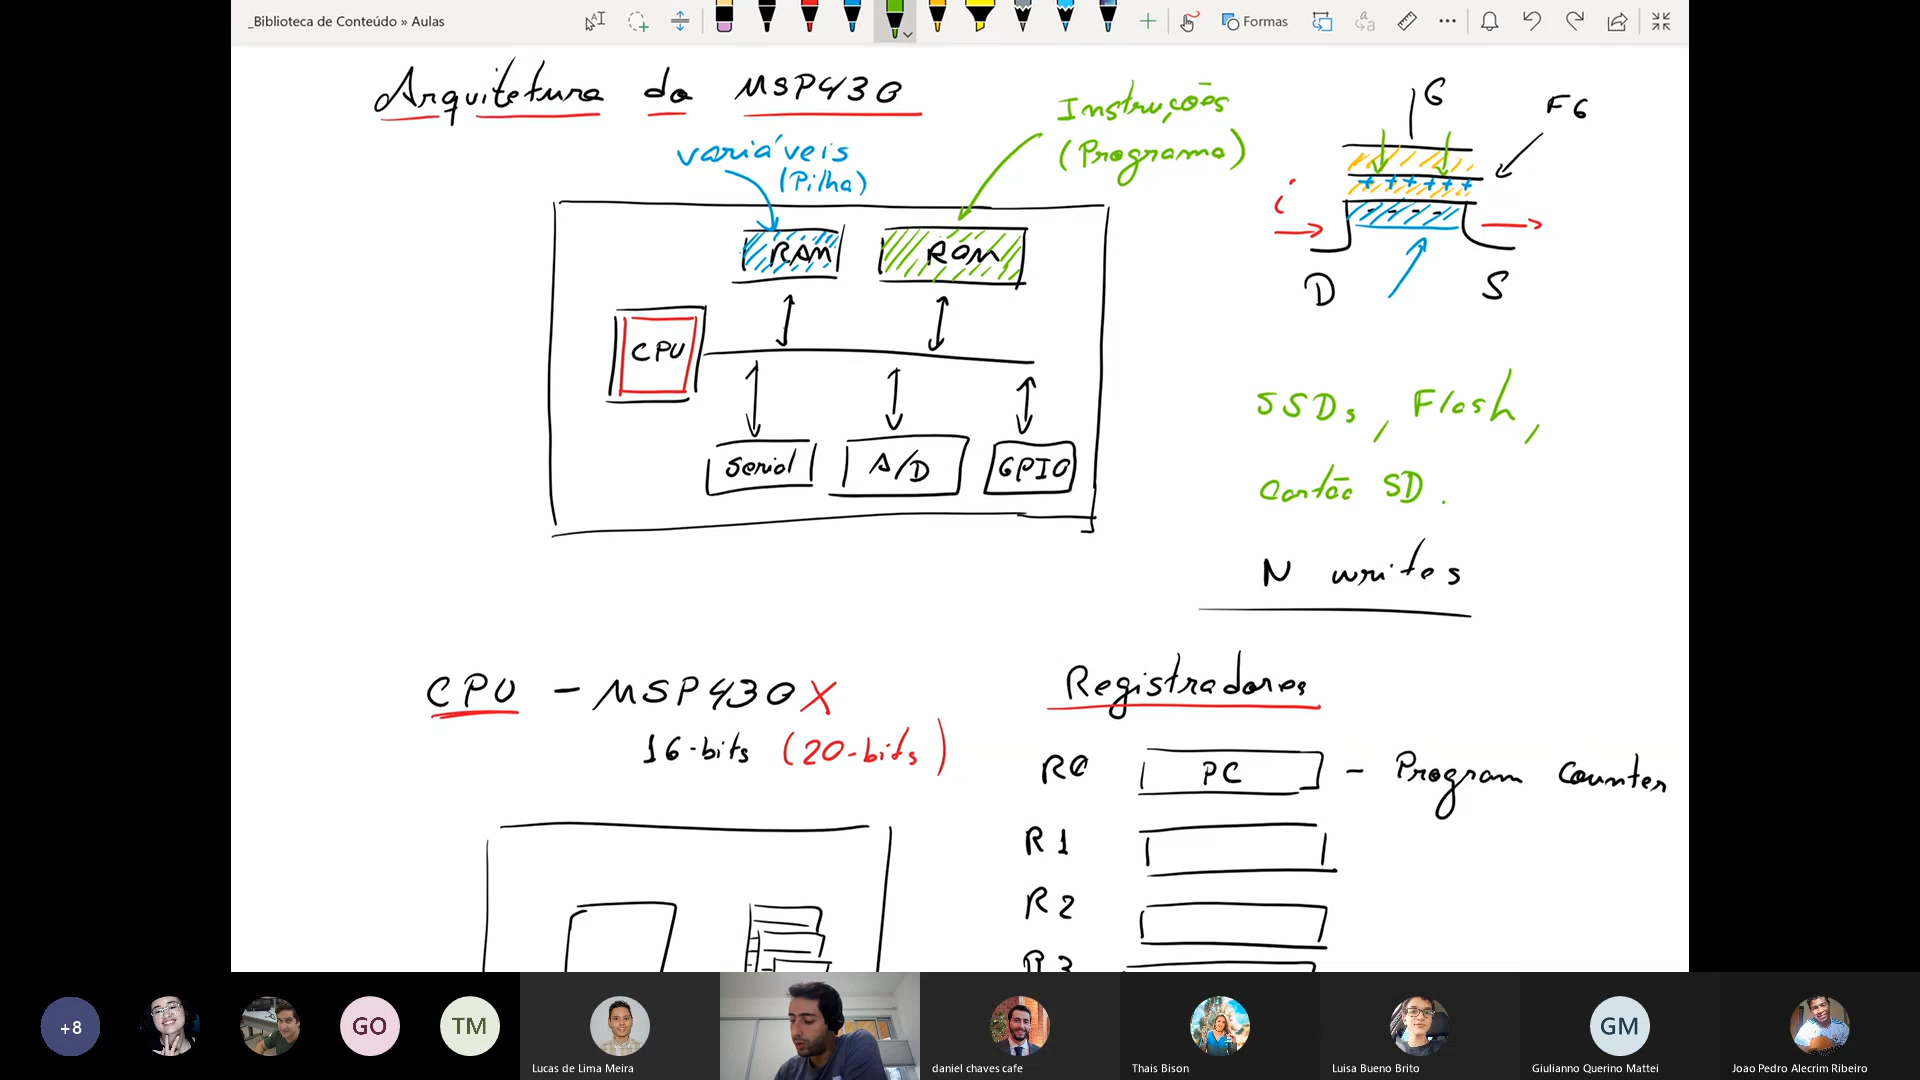 _Biblioteca de Conteúdo » Aulas
Formas
Arquitetura do MSP430
variáveis
(Pilha)
Instruções
(Programa)
RAM
ROM
CPU
Serial
A/D
GPIO
G
FG
i
+ + + + + +
- - - -
D
S
SSDs, Flash,
Cartão SD.
N writes
CPU - MSP430X
16-bits (20-bits)
Registradores
R0 PC - Program Counter
R1
R2
R3
+8
GO
TM
Lucas de Lima Meira
daniel chaves cafe
Thais Bison
Luisa Bueno Brito
GM
Giulianno Querino Mattei
Joao Pedro Alecrim Ribeiro